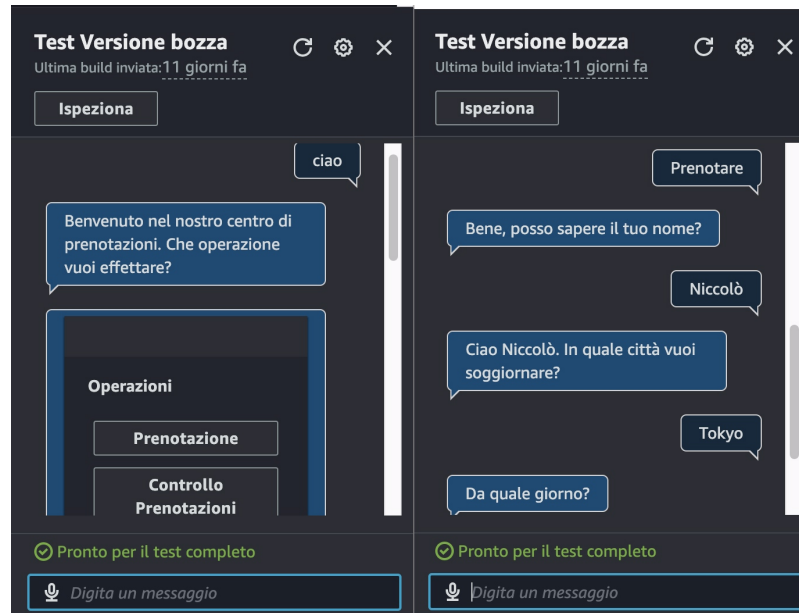 Test Versione bozza
Ultima build inviata:11 giorni fa
Ispeziona
ciao
Benvenuto nel nostro centro di
prenotazioni. Che operazione
vuoi effettare?
Operazioni
Prenotazione
Controllo
Prenotazioni
Pronto per il test completo
Digita un messaggio
Test Versione bozza
Ultima build inviata:11 giorni fa
Ispeziona
Prenotare
Bene, posso sapere il tuo nome?
Niccolò
Ciao Niccolò. In quale città vuoi
soggiornare?
Tokyo
Da quale giorno?
Pronto per il test completo
Digita un messaggio